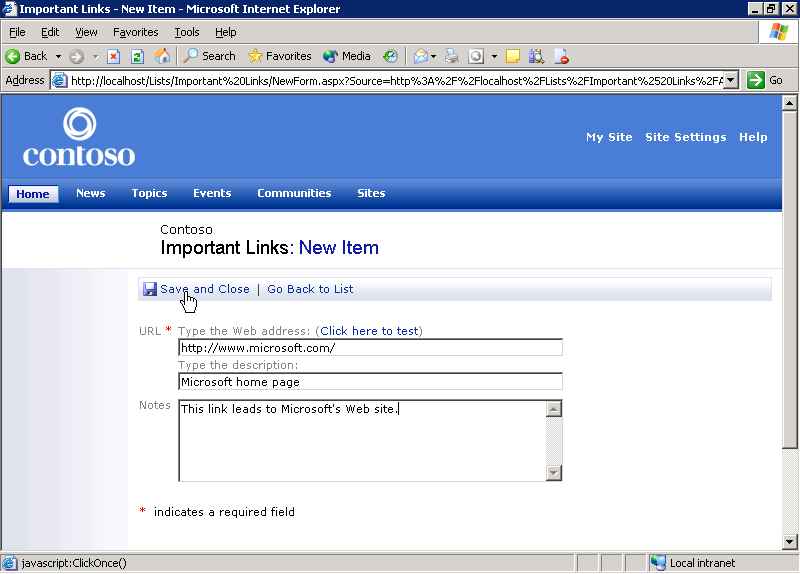 Important Links - New Item - Microsoft Internet Explorer
File Edit View Favorites Tools Help
Back Search Favorites Media
Address http://localhost/Lists/Important%20Links/NewForm.aspx?Source=http%3A%2F%2Flocalhost%2FLists%2FImportant%2520Links%2FA Go
contoso
My Site Site Settings Help
Home News Topics Events Communities Sites
Contoso
Important Links: New Item
Save and Close | Go Back to List
URL * Type the Web address: (Click here to test)
http://www.microsoft.com/
Type the description:
Microsoft home page
Notes This link leads to Microsoft's Web site.
* indicates a required field
javascript:ClickOnce() Local intranet